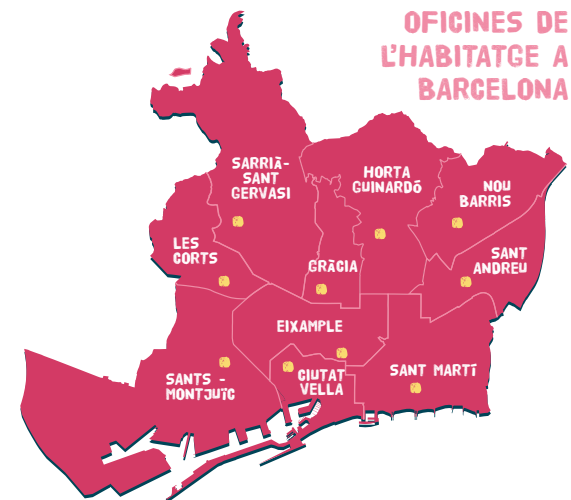 OFICINES DE
L'HABITATGE A
BARCELONA
SARRIÀ-
SANT
GERVASI
HORTA
GUINARDÓ
NOU
BARRIS
LES
CORTS
GRÀCIA
SANT
ANDREU
EIXAMPLE
SANTS -
MONTJUÏC
CIUTAT
VELLA
SANT MARTÍ